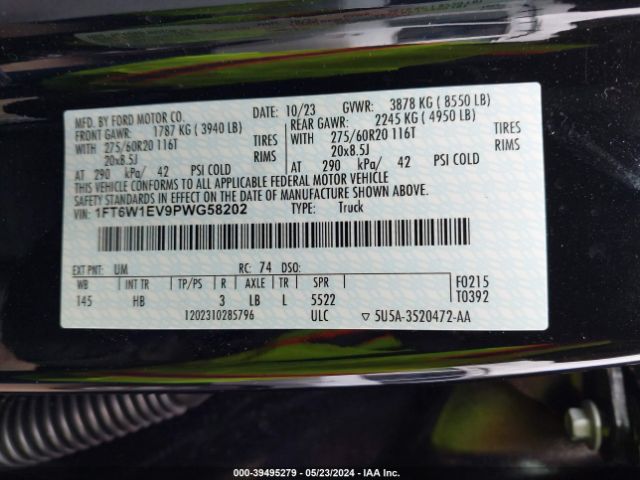 MFD. BY FORD MOTOR CO.
DATE: 10/23 GVWR: 3878 KG ( 8550 LB)
FRONT GAWR: 1787 KG ( 3940 LB) REAR GAWR: 2245 KG ( 4950 LB)
WITH 275/60R20 116T TIRES WITH 275/60R20 116T TIRES
20x8.5J RIMS 20x8.5J RIMS
AT 290 kPa/ 42 PSI COLD AT 290 kPa/ 42 PSI COLD
THIS VEHICLE CONFORMS TO ALL APPLICABLE FEDERAL MOTOR VEHICLE
SAFETY STANDARDS IN EFFECT ON THE DATE OF MANUFACTURE SHOWN ABOVE.
VIN: 1FT6W1EV9PWG58202 TYPE: Truck
EXT PNT: UM RC: 74 DSO:
WB INT TR TP/PS R AXLE TR SPR F0215
145 HB 3 LB L 5522 T0392
1202310285796 ULC ▽ 5U5A-3520472-AA
000-39495279 - 05/23/2024 - IAA Inc.